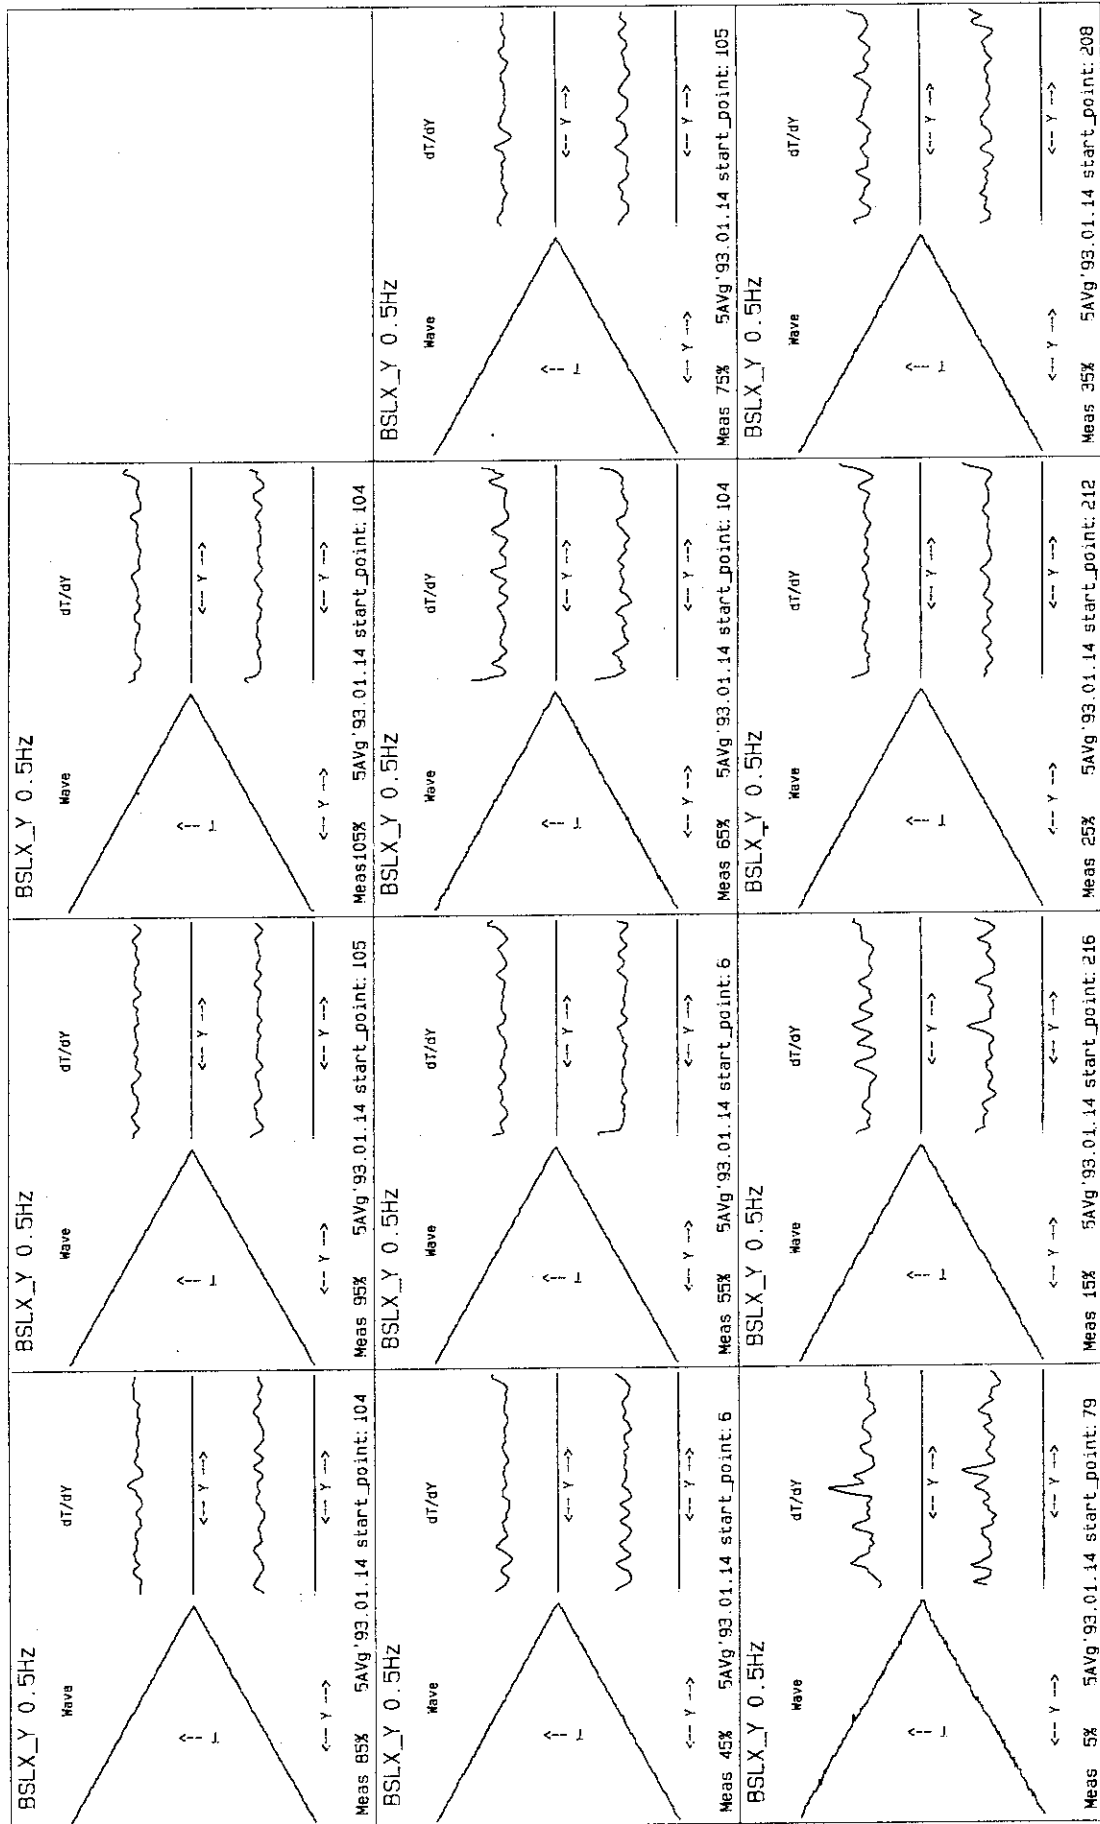 BSLX_Y 0.5Hz
Wave dT/dY
T --> <-- Y -->
<-- Y --> <-- Y -->
Meas 85% 5AVg'93.01.14 start_point: 104
BSLX_Y 0.5Hz
Wave dT/dY
T --> <-- Y -->
<-- Y --> <-- Y -->
Meas 95% 5AVg'93.01.14 start_point: 105
BSLX_Y 0.5Hz
Wave dT/dY
T --> <-- Y -->
<-- Y --> <-- Y -->
Meas105% 5AVg'93.01.14 start_point: 104
BSLX_Y 0.5Hz
Wave dT/dY
T --> <-- Y -->
<-- Y --> <-- Y -->
Meas 45% 5AVg'93.01.14 start_point: 6
BSLX_Y 0.5Hz
Wave dT/dY
T --> <-- Y -->
<-- Y --> <-- Y -->
Meas 55% 5AVg'93.01.14 start_point: 6
BSLX_Y 0.5Hz
Wave dT/dY
T --> <-- Y -->
<-- Y --> <-- Y -->
Meas 65% 5AVg'93.01.14 start_point: 104
BSLX_Y 0.5Hz
Wave dT/dY
T --> <-- Y -->
<-- Y --> <-- Y -->
Meas 75% 5AVg'93.01.14 start_point: 105
BSLX_Y 0.5Hz
Wave dT/dY
T --> <-- Y -->
<-- Y --> <-- Y -->
Meas 5% 5AVg'93.01.14 start_point: 79
BSLX_Y 0.5Hz
Wave dT/dY
T --> <-- Y -->
<-- Y --> <-- Y -->
Meas 15% 5AVg'93.01.14 start_point: 216
BSLX_Y 0.5Hz
Wave dT/dY
T --> <-- Y -->
<-- Y --> <-- Y -->
Meas 25% 5AVg'93.01.14 start_point: 212
BSLX_Y 0.5Hz
Wave dT/dY
T --> <-- Y -->
<-- Y --> <-- Y -->
Meas 35% 5AVg'93.01.14 start_point: 208